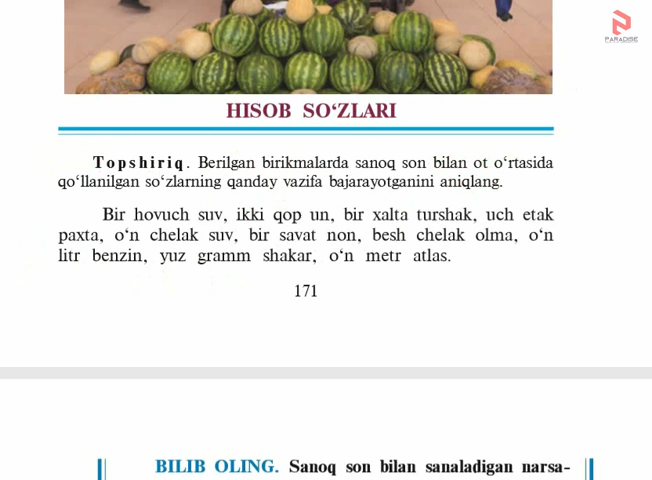 PARADISE
HISOB SO‘ZLARI
Topshiriq. Berilgan birikmalarda sanoq son bilan ot o‘rtasida
qo‘llanilgan so‘zlarning qanday vazifa bajarayotganini aniqlang.
Bir hovuch suv, ikki qop un, bir xalta turshak, uch etak
paxta, o‘n chelak suv, bir savat non, besh chelak olma, o‘n
litr benzin, yuz gramm shakar, o‘n metr atlas.
171
BILIB OLING. Sanoq son bilan sanaladigan narsa-